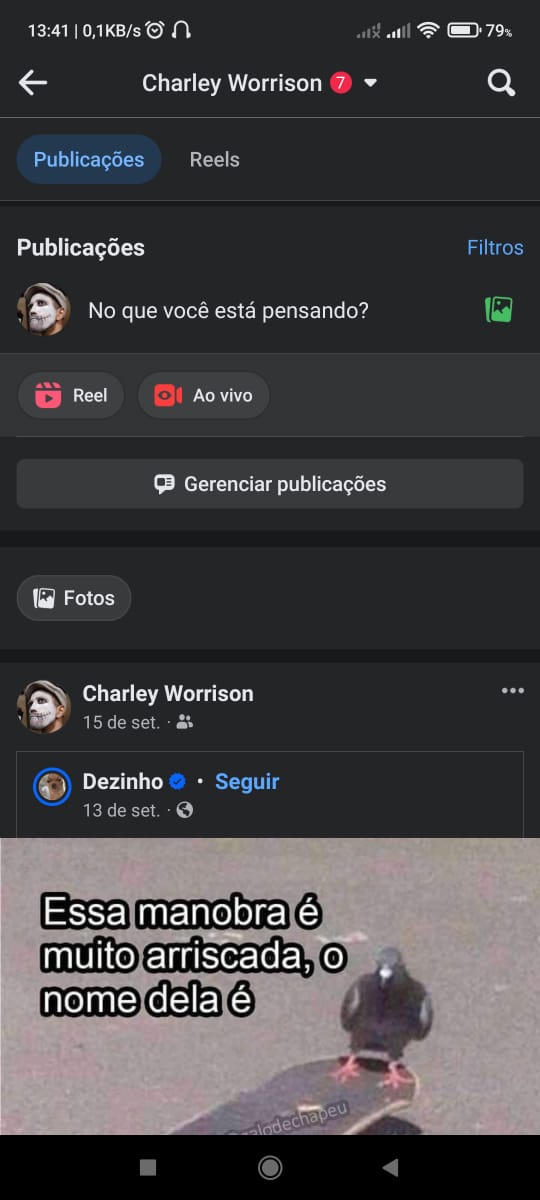 13:41 | 0,1KB/s 79%
Charley Worrison 7
Publicações Reels
Publicações Filtros
No que você está pensando?
Reel Ao vivo
Gerenciar publicações
Fotos
Charley Worrison
15 de set. ·
Dezinho • Seguir
13 de set. ·
Essa manobra é
muito arriscada, o
nome dela é